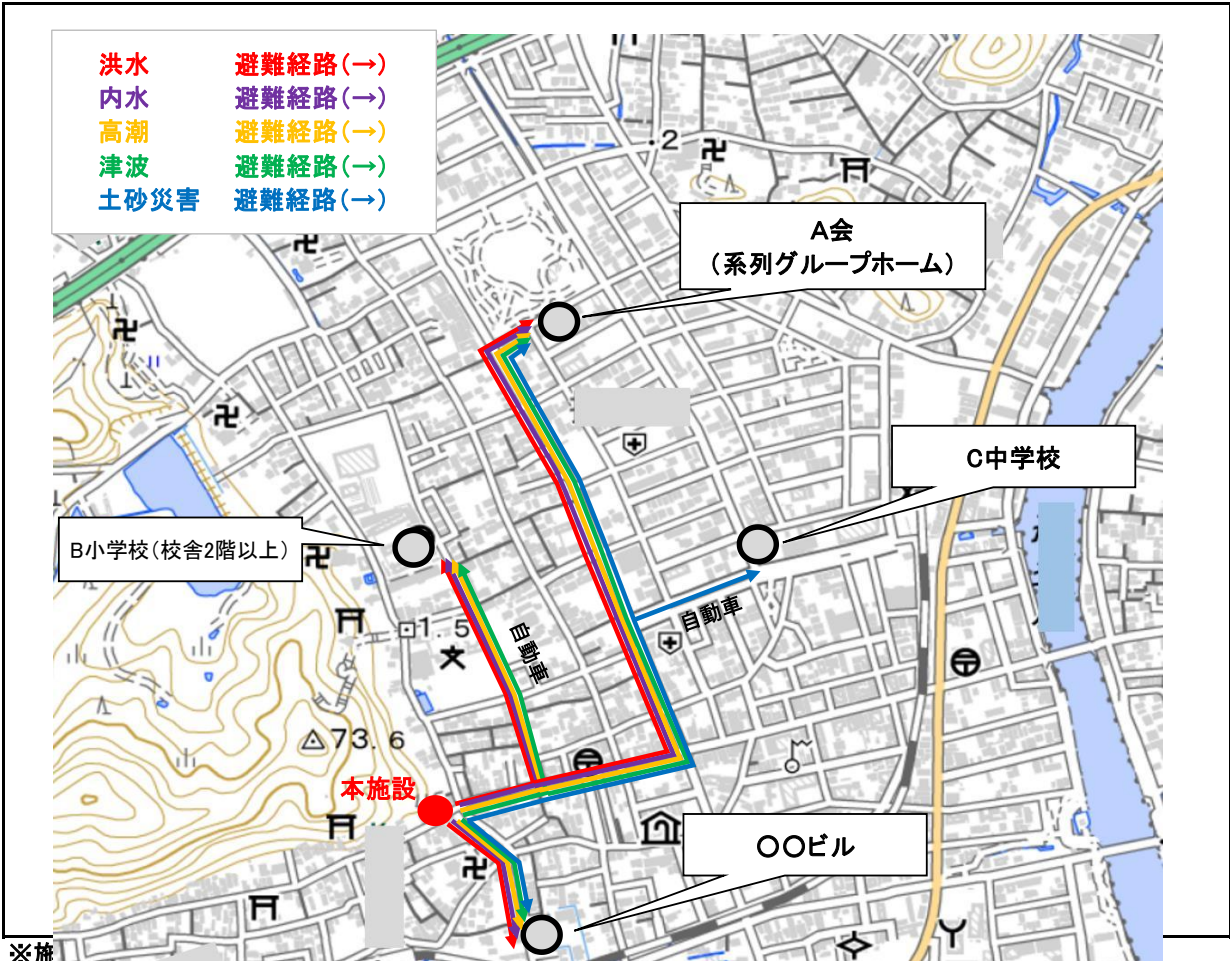 洪水 避難経路(→)
内水 避難経路(→)
高潮 避難経路(→)
津波 避難経路(→)
土砂災害 避難経路(→)
.2
A会
(系列グループホーム)
C中学校
B小学校(校舎2階以上)
1.5
自動車
自動車
73.6
本施設
〇〇ビル
※施